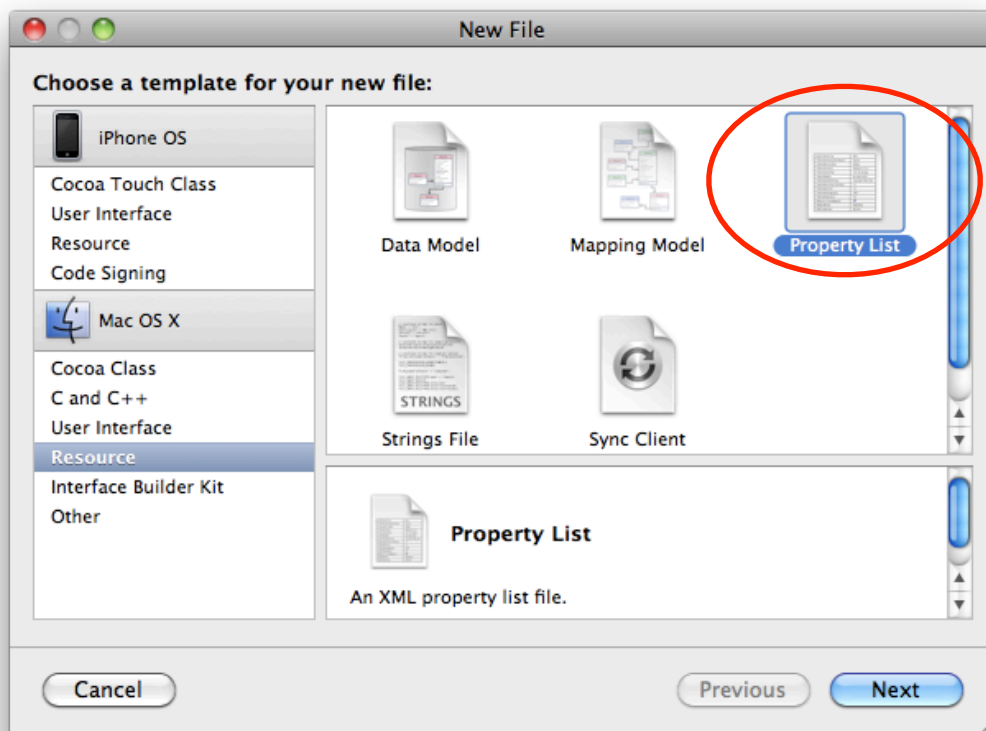 New File
Choose a template for your new file:
iPhone OS
Cocoa Touch Class
User Interface
Resource
Code Signing
Mac OS X
Cocoa Class
C and C++
User Interface
Resource
Interface Builder Kit
Other
Data Model
Mapping Model
Property List
STRINGS
Strings File
Sync Client
Property List
An XML property list file.
Cancel
Previous
Next